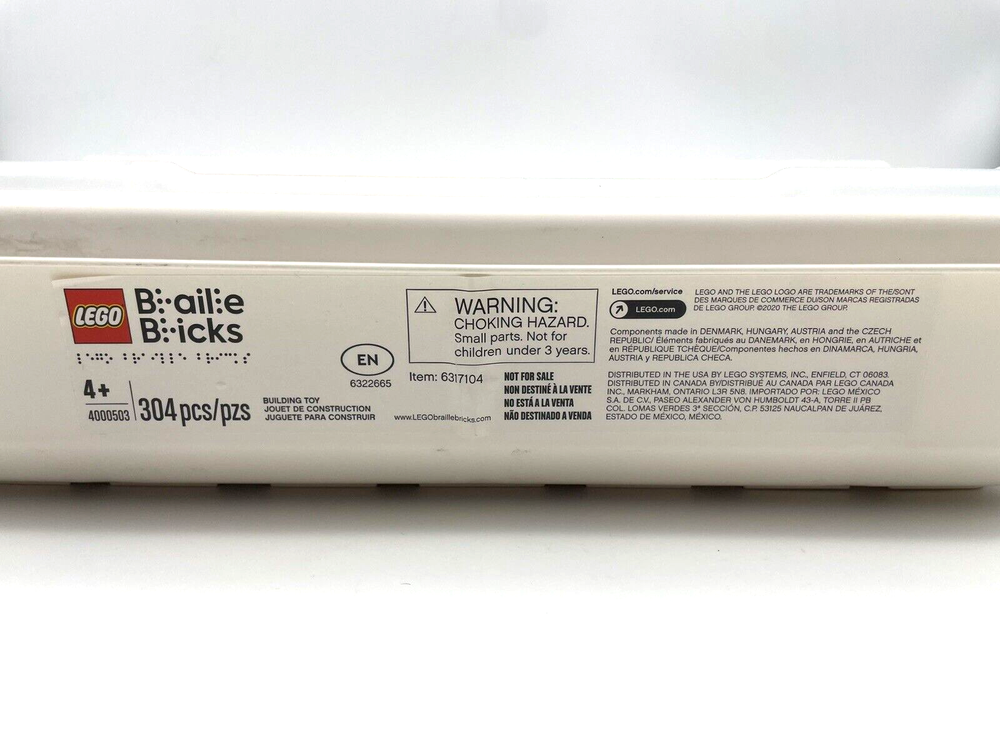 LEGO
Braille
Bricks
⠇⠑⠛⠕ ⠃⠗⠁⠊⠇⠇⠑ ⠃⠗⠊⠉⠅⠎
4+
4000503
304 pcs/pzs
BUILDING TOY
JOUET DE CONSTRUCTION
JUGUETE PARA CONSTRUIR
EN
6322665
www.LEGObraillebricks.com
WARNING:
CHOKING HAZARD.
Small parts. Not for
children under 3 years.
Item: 6317104
NOT FOR SALE
NON DESTINÉ À LA VENTE
NO ESTÁ A LA VENTA
NÃO DESTINADO A VENDA
LEGO.com/service
LEGO.com
LEGO AND THE LEGO LOGO ARE TRADEMARKS OF THE/SONT
DES MARQUES DE COMMERCE DU/SON MARCAS REGISTRADAS
DE LEGO GROUP. ©2020 THE LEGO GROUP.
Components made in DENMARK, HUNGARY, AUSTRIA and the CZECH
REPUBLIC/ Éléments fabriqués au DANEMARK, en HONGRIE, en AUTRICHE et
en RÉPUBLIQUE TCHÈQUE/Componentes hechos en DINAMARCA, HUNGRIA,
AUSTRIA y REPUBLICA CHECA.
DISTRIBUTED IN THE USA BY LEGO SYSTEMS, INC., ENFIELD, CT 06083.
DISTRIBUTED IN CANADA BY/DISTRIBUÉ AU CANADA PAR LEGO CANADA
INC., MARKHAM, ONTARIO L3R 5N8. IMPORTADO POR: LEGO MÉXICO
S.A. DE C.V., PASEO ALEXANDER VON HUMBOLDT 43-A, TORRE II PB
COL. LOMAS VERDES 3ª SECCIÓN, C.P. 53125 NAUCALPAN DE JUÁREZ,
ESTADO DE MÉXICO, MÉXICO.